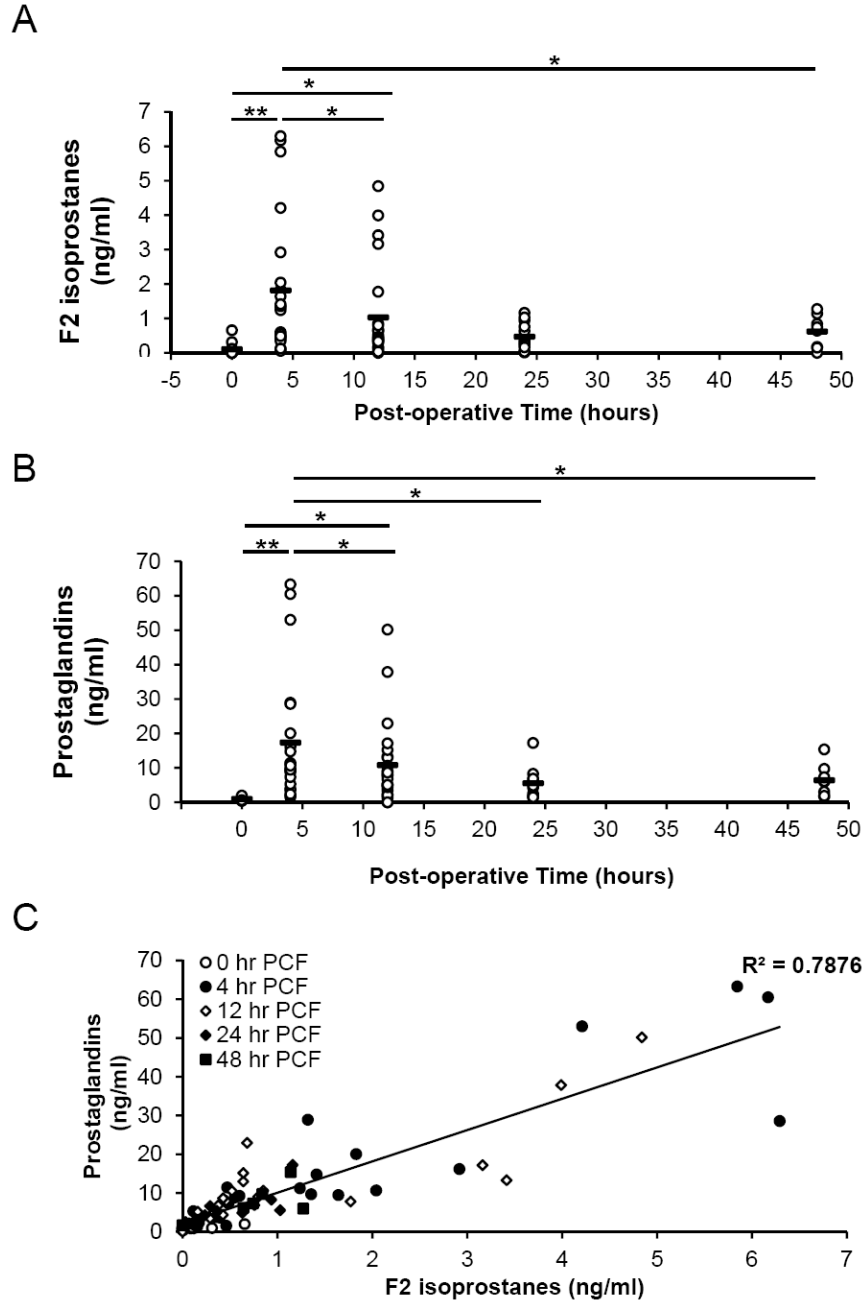 A
*
*
** *
7
6
5
4
3
2
1
0
F2 isoprostanes
(ng/ml)
-5 0 5 10 15 20 25 30 35 40 45 50
Post-operative Time (hours)
B
*
*
*
** *
70
60
50
40
30
20
10
0
Prostaglandins
(ng/ml)
0 5 10 15 20 25 30 35 40 45 50
Post-operative Time (hours)
C
70
60
50
40
30
20
10
0
Prostaglandins
(ng/ml)
0 hr PCF
4 hr PCF
12 hr PCF
24 hr PCF
48 hr PCF
R² = 0.7876
0 1 2 3 4 5 6 7
F2 isoprostanes (ng/ml)